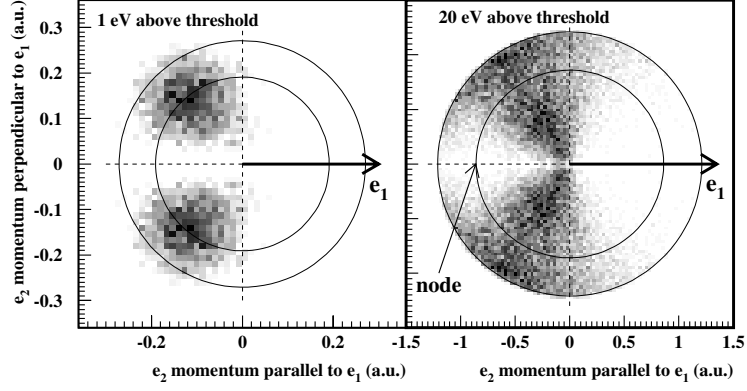 1 eV above threshold
20 eV above threshold
e2 momentum perpendicular to e1 (a.u.)
0.3
0.2
0.1
0
-0.1
-0.2
-0.3
e1
e1
node
-0.2
0
0.2
-1
-0.5
0
0.5
1
1.5
1.5
e2 momentum parallel to e1 (a.u.)
e2 momentum parallel to e1 (a.u.)